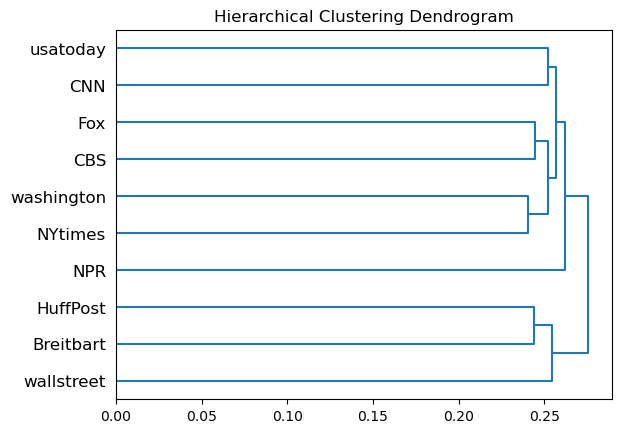 Hierarchical Clustering Dendrogram
usatoday
CNN
Fox
CBS
washington
NYtimes
NPR
HuffPost
Breitbart
wallstreet
0.00 0.05 0.10 0.15 0.20 0.25